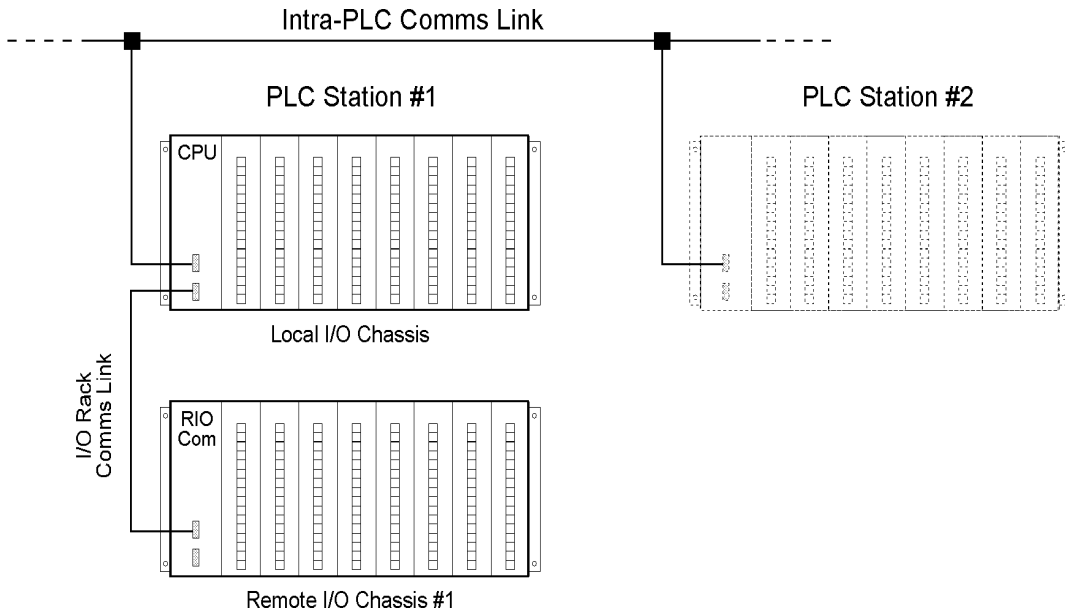 Intra-PLC Comms Link
PLC Station #1
PLC Station #2
CPU
Local I/O Chassis
I/O Rack
Comms Link
RIO
Com
Remote I/O Chassis #1